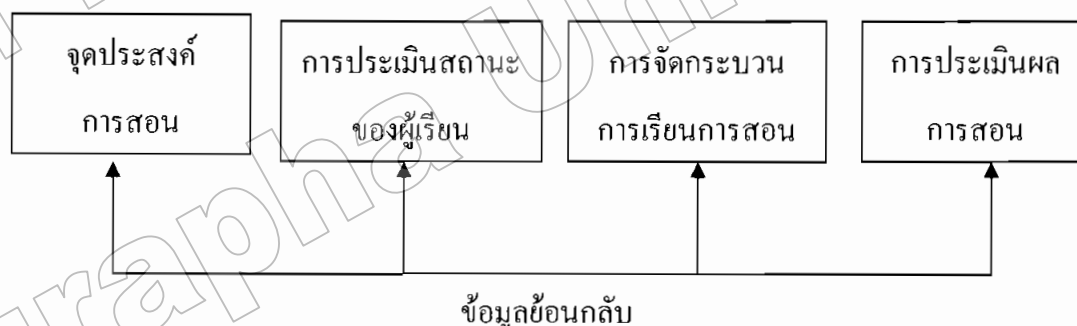 จุดประสงค์
การสอน
การประเมินสถานะ
ของผู้เรียน
การจัดกระบวน
การเรียนการสอน
การประเมินผล
การสอน
ข้อมูลย้อนกลับ